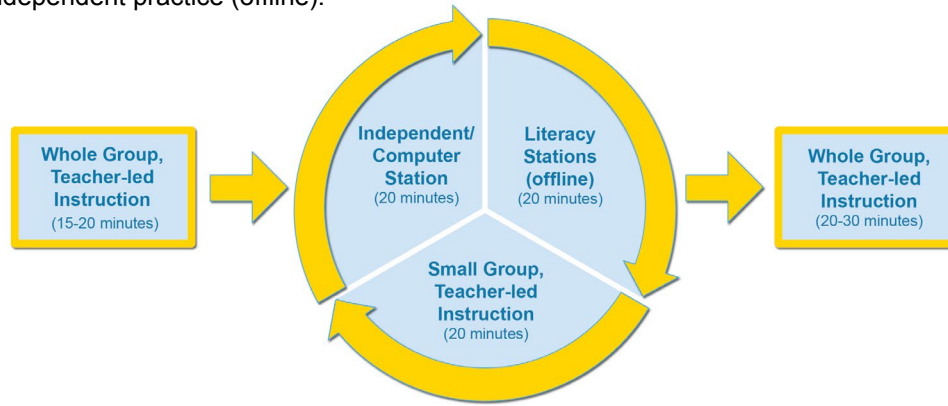 independent practice (offline).
Whole Group,
Teacher-led
Instruction
(15-20 minutes)
Independent/
Computer
Station
(20 minutes)
Literacy
Stations
(offline)
(20 minutes)
Small Group,
Teacher-led
Instruction
(20 minutes)
Whole Group,
Teacher-led
Instruction
(20-30 minutes)